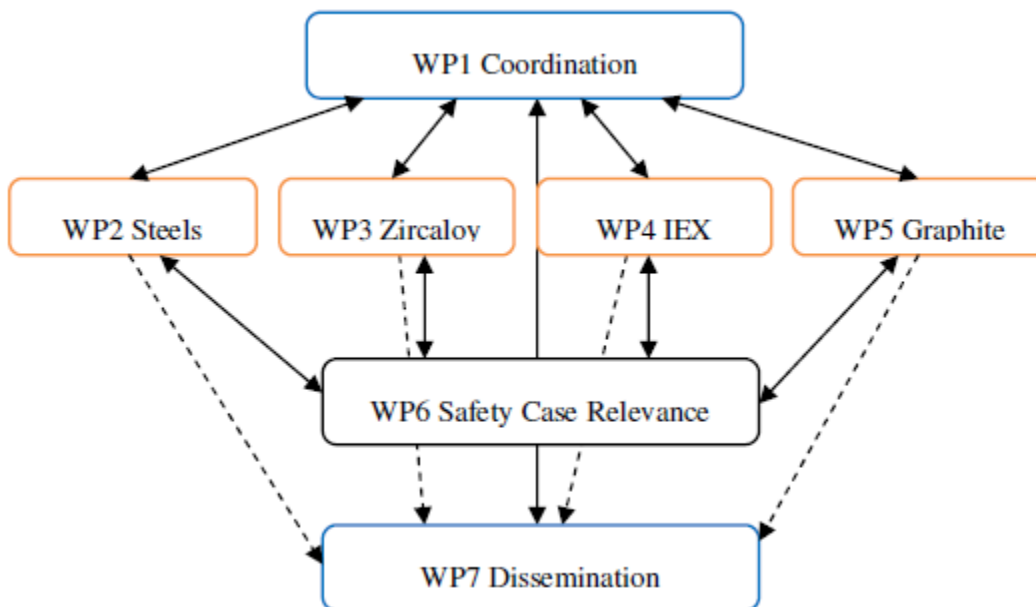 WP1 Coordination
WP2 Steels
WP3 Zircaloy
WP4 IEX
WP5 Graphite
WP6 Safety Case Relevance
WP7 Dissemination